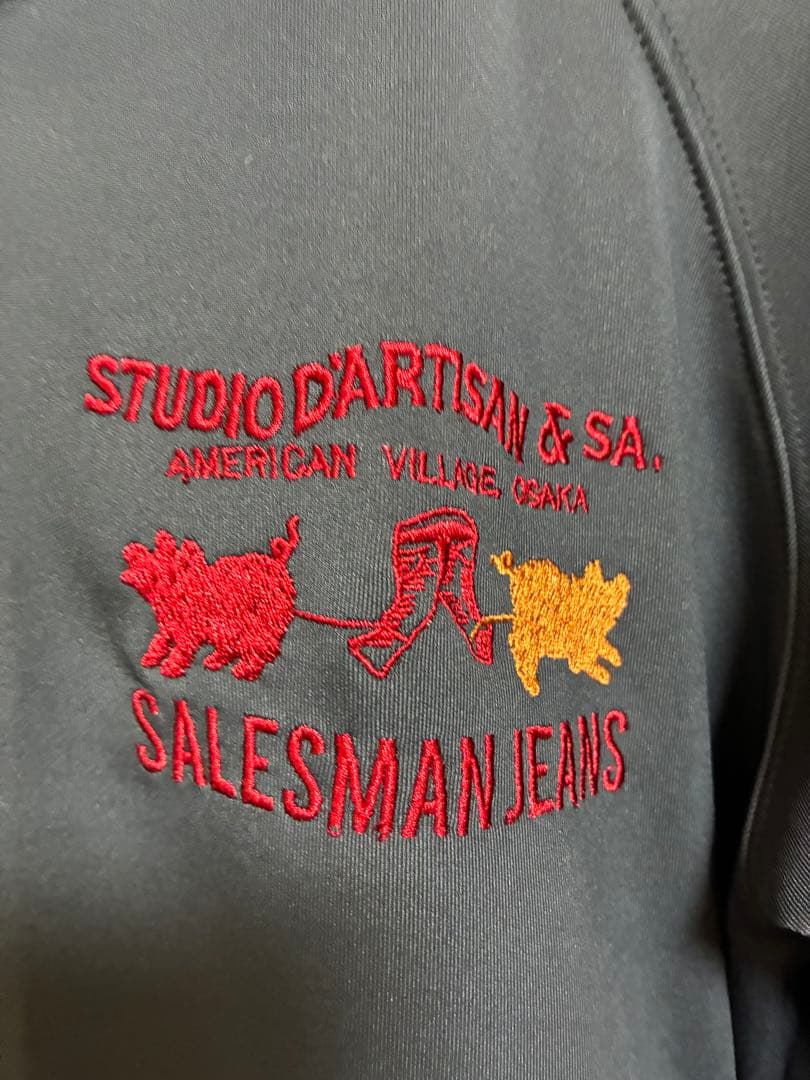 STUDIO D'ARTISAN & SA.
AMERICAN VILLAGE, OSAKA
SALESMAN JEANS